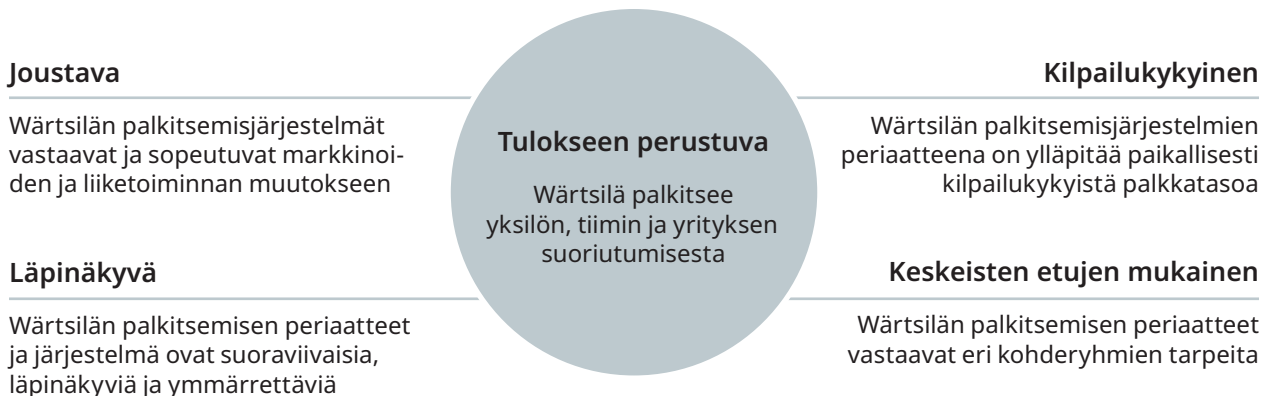 Joustava
Wärtsilän palkitsemisjärjestelmät
vastaavat ja sopeutuvat markkinoi-
den ja liiketoiminnan muutokseen
Läpinäkyvä
Wärtsilän palkitsemisen periaatteet
ja järjestelmä ovat suoraviivaisia,
läpinäkyviä ja ymmärrettäviä
Tulokseen perustuva
Wärtsilä palkitsee
yksilön, tiimin ja yrityksen
suoriutumisesta
Kilpailukykyinen
Wärtsilän palkitsemisjärjestelmien
periaatteena on ylläpitää paikallisesti
kilpailukykyistä palkkatasoa
Keskeisten etujen mukainen
Wärtsilän palkitsemisen periaatteet
vastaavat eri kohderyhmien tarpeita